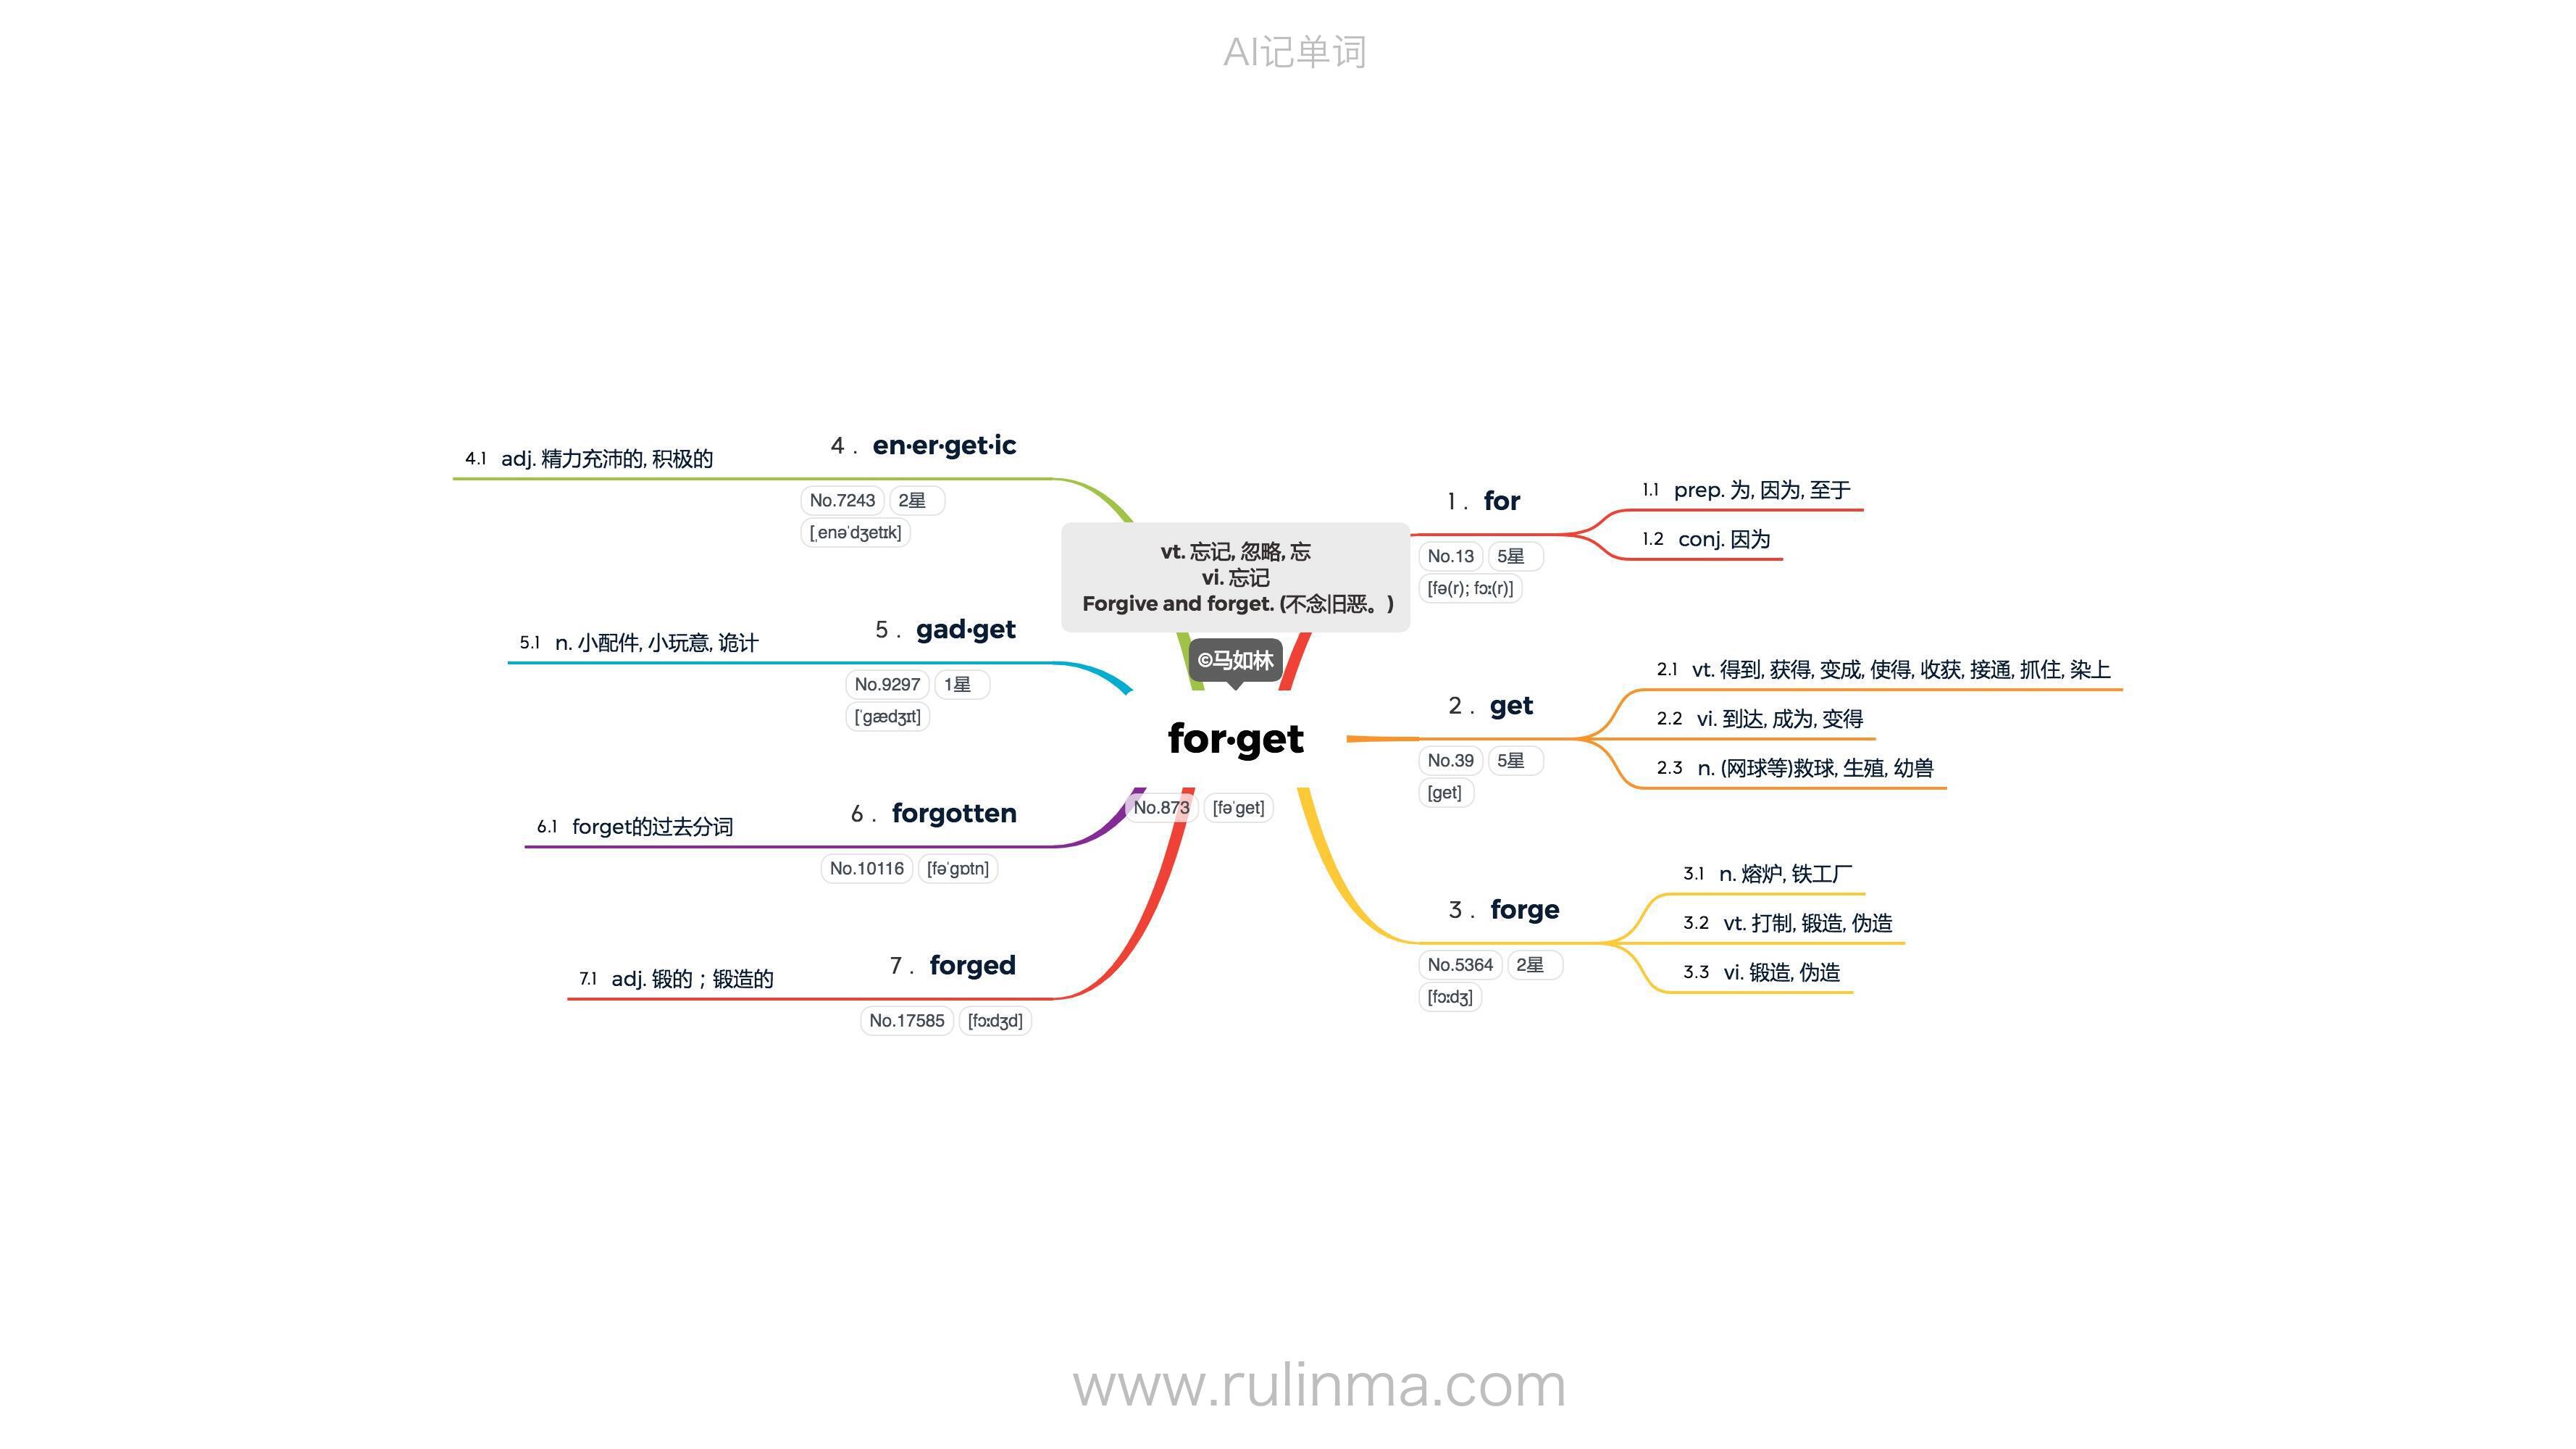 AI记单词
vt. 忘记, 忽略, 忘
vi. 忘记
Forgive and forget. (不念旧恶。)
©马如林
for·get
No.873 [fəˈget]
1. for
No.13 5星
[fə(r); fɔː(r)]
1.1 prep. 为, 因为, 至于
1.2 conj. 因为
2. get
No.39 5星
[get]
2.1 vt. 得到, 获得, 变成, 使得, 收获, 接通, 抓住, 染上
2.2 vi. 到达, 成为, 变得
2.3 n. (网球等)救球, 生殖, 幼兽
3. forge
No.5364 2星
[fɔːdʒ]
3.1 n. 熔炉, 铁工厂
3.2 vt. 打制, 锻造, 伪造
3.3 vi. 锻造, 伪造
4. en·er·get·ic
No.7243 2星
[ˌenəˈdʒetɪk]
4.1 adj. 精力充沛的, 积极的
5. gad·get
No.9297 1星
[ˈgædʒɪt]
5.1 n. 小配件, 小玩意, 诡计
6. forgotten
No.10116 [fəˈgɒtn]
6.1 forget的过去分词
7. forged
No.17585 [fɔːdʒd]
7.1 adj. 锻的；锻造的
www.rulinma.com